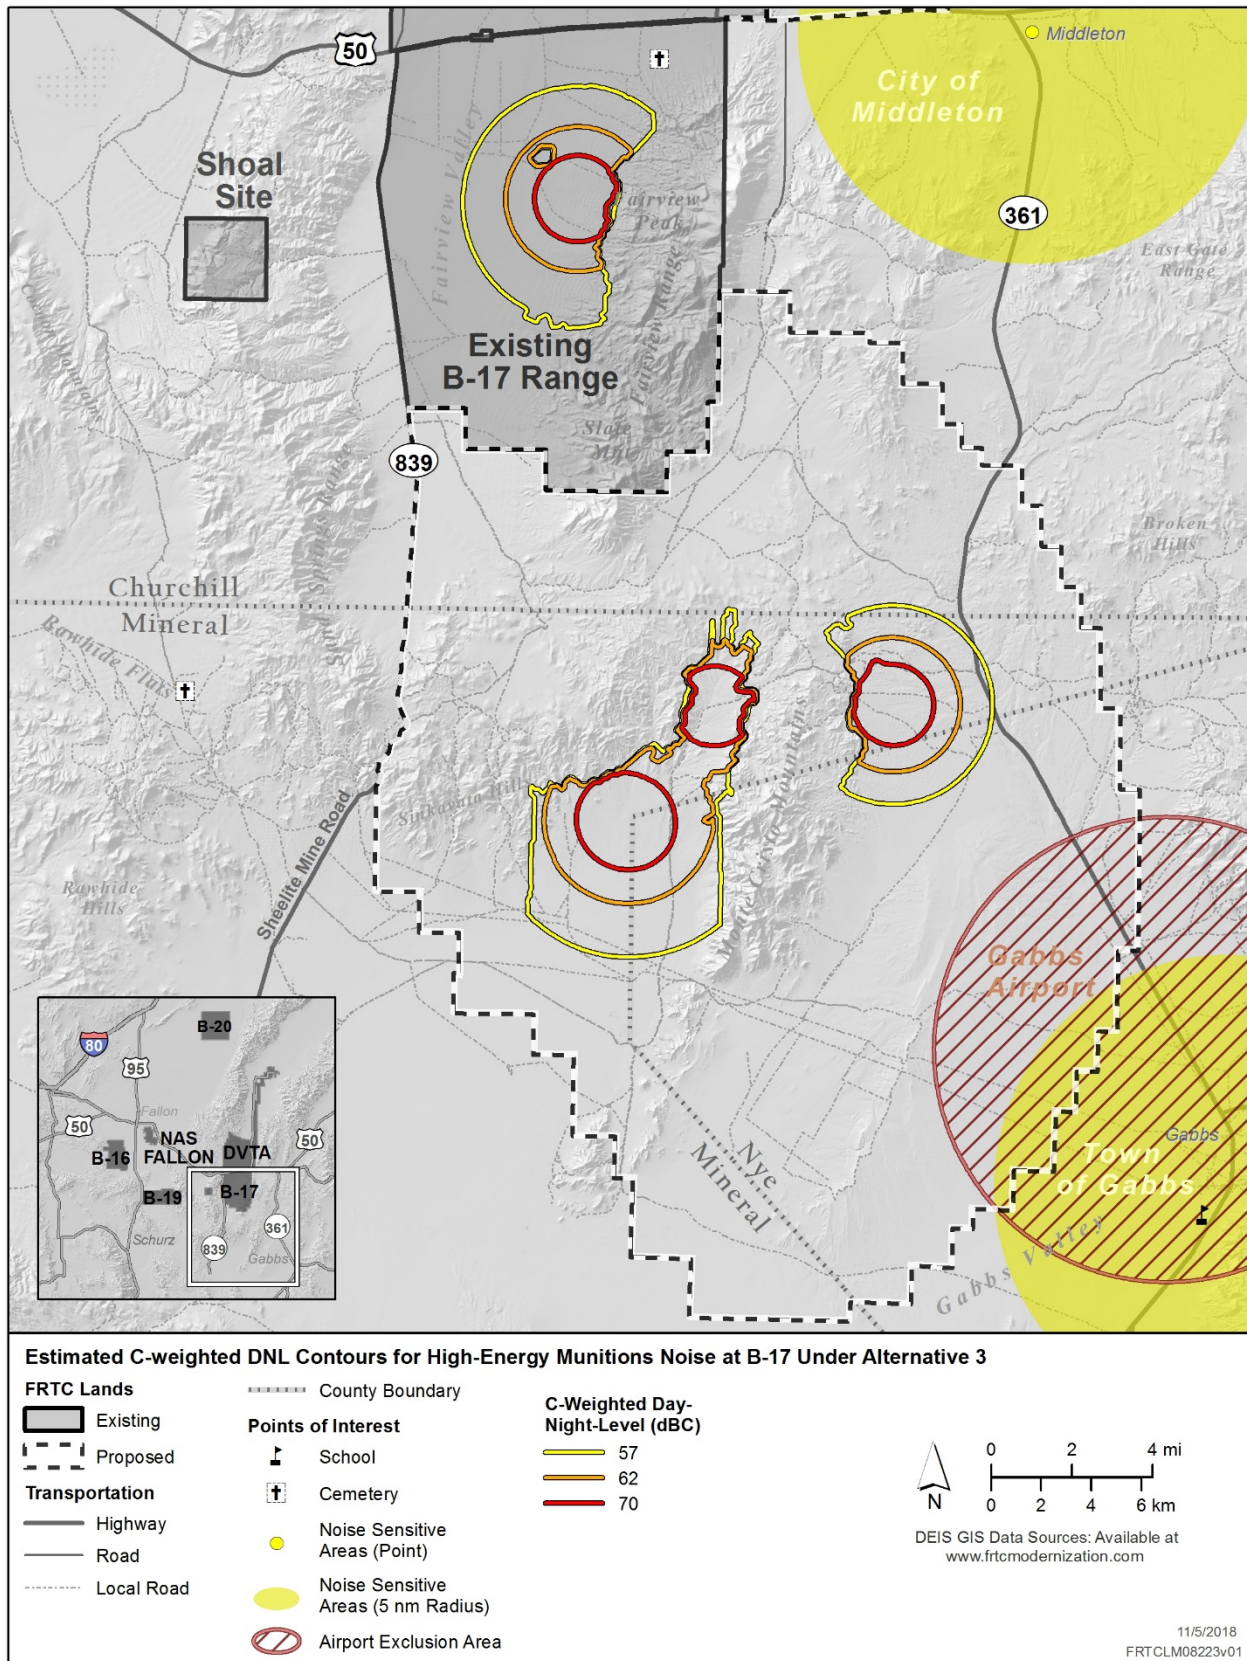 50
Middleton
City of
Middleton
Shoal
Site
Fairview Valley
Fairview
Peak
361
East Gate
Range
Fairview Range
Existing
B-17 Range
Slate
Mtn
839
Broken
Hills
Churchill
Mineral
Rawhide Flats
Sinkavata Hills
Monte Cristo Mountains
Sheelite Mine Road
Rawhide
Hills
Gabbs
Airport
Gabbs
Town
of Gabbs
Nye
Mineral
Gabbs Valley
B-20
80
95
Fallon
50
NAS
FALLON
DVTA
50
B-16
B-19
B-17
Schurz
361
839
Gabbs
Estimated C-weighted DNL Contours for High-Energy Munitions Noise at B-17 Under Alternative 3
FRTC Lands
Existing
Proposed
Transportation
Highway
Road
Local Road
County Boundary
Points of Interest
School
Cemetery
Noise Sensitive
Areas (Point)
Noise Sensitive
Areas (5 nm Radius)
Airport Exclusion Area
C-Weighted Day-
Night-Level (dBC)
57
62
70
N
0 2 4 mi
0 2 4 6 km
DEIS GIS Data Sources: Available at
www.frtcmodernization.com
11/5/2018
FRTCLM08223v01